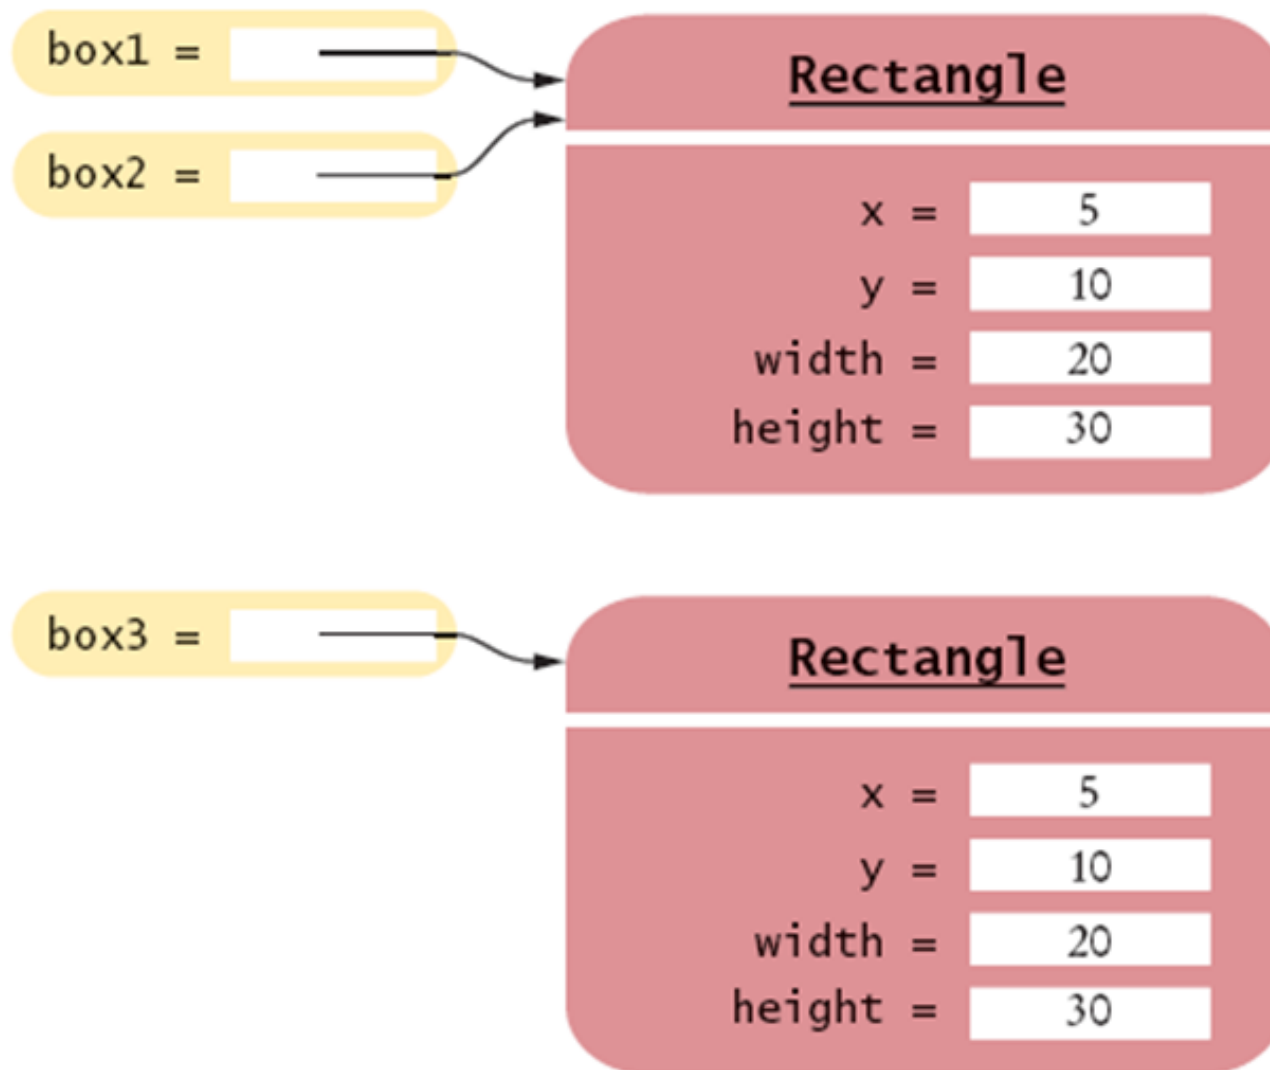 box1 =
Rectangle
box2 =
x = 5
y = 10
width = 20
height = 30
box3 =
Rectangle
x = 5
y = 10
width = 20
height = 30